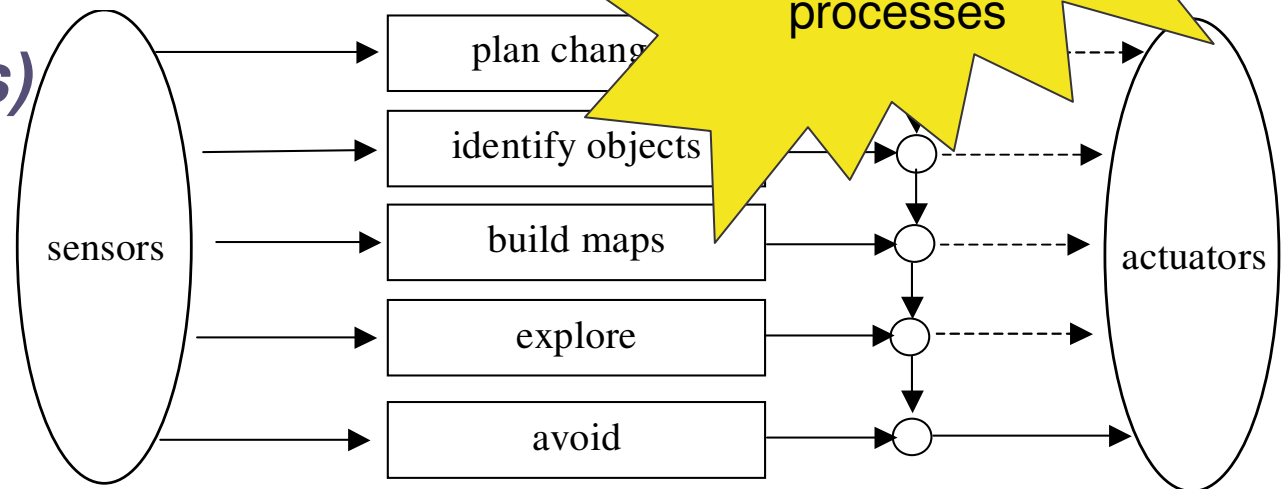 processes
plan chang
s)
identify objects
sensors
build maps
actuators
explore
avoid